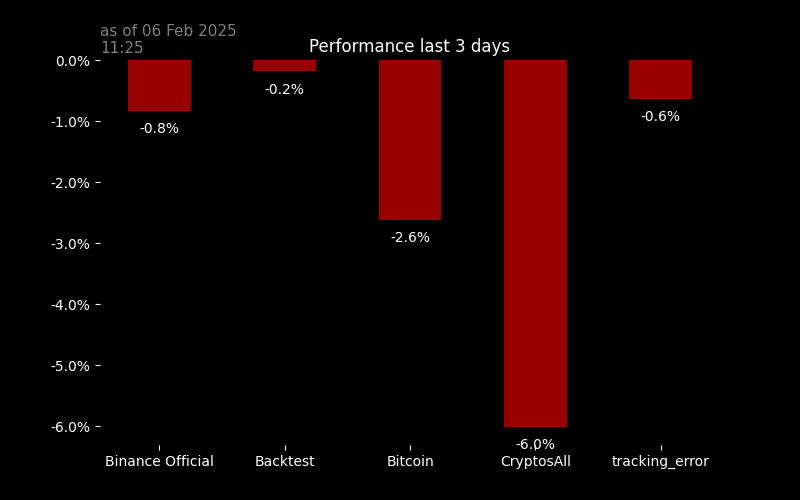 as of 06 Feb 2025
11:25
Performance last 3 days
0.0%
-1.0%
-2.0%
-3.0%
-4.0%
-5.0%
-6.0%
-0.8%
-0.2%
-2.6%
-6.0%
-0.6%
Binance Official
Backtest
Bitcoin
CryptosAll
tracking_error